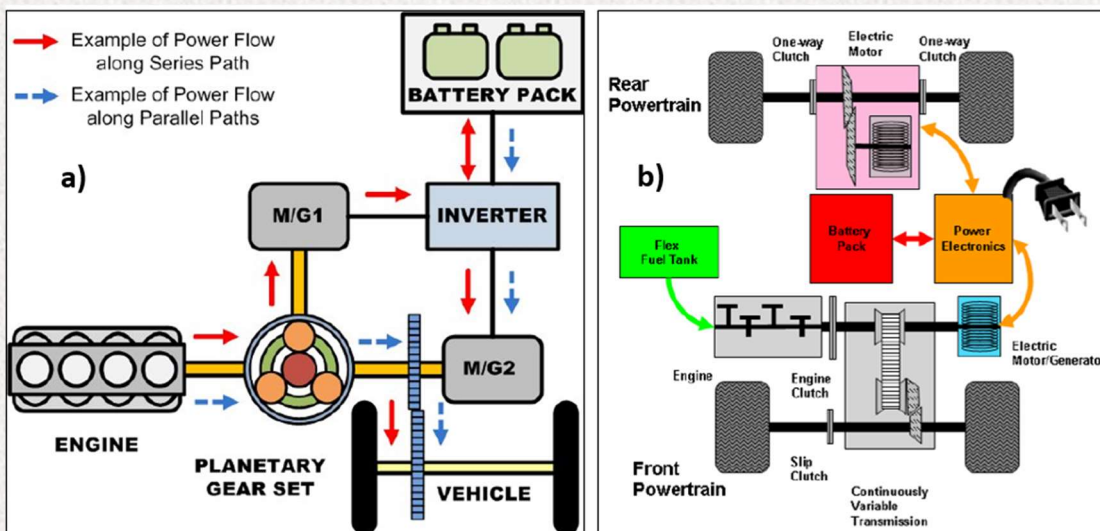 Example of Power Flow
along Series Path
Example of Power Flow
along Parallel Paths
a)
BATTERY PACK
M/G1
INVERTER
M/G2
ENGINE
PLANETARY
GEAR SET
VEHICLE
b)
One-way
Clutch
Electric
Motor
One-way
Clutch
Rear
Powertrain
Flex
Fuel Tank
Battery
Pack
Power
Electronics
Electric
Motor/Generator
Engine
Engine
Clutch
Front
Powertrain
Slip
Clutch
Continuously
Variable
Transmission